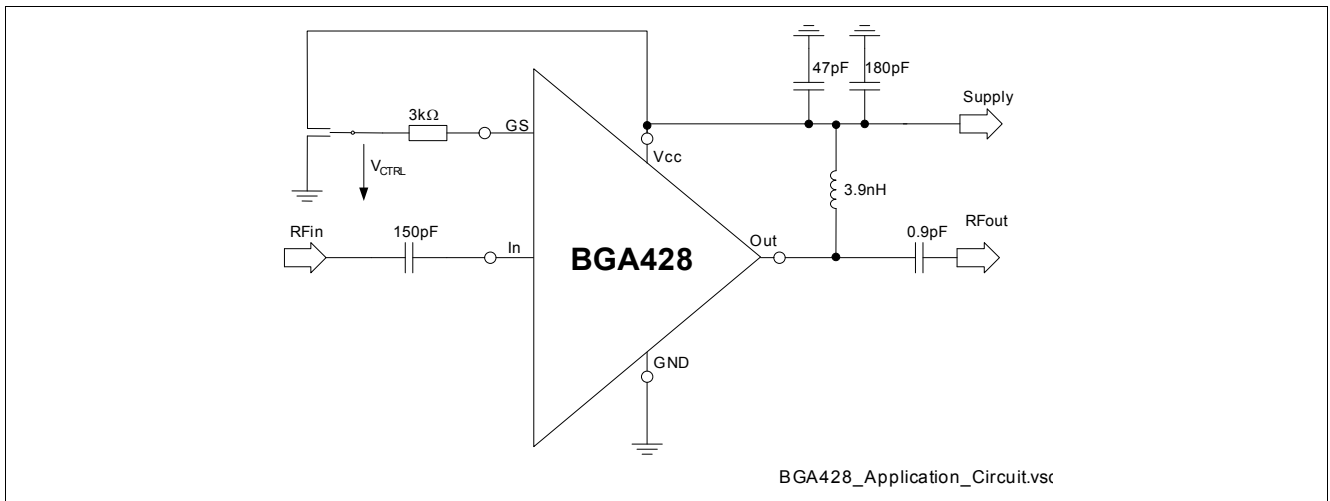 47pF
180pF
Supply
3kΩ
GS
Vcc
VCTRL
3.9nH
RFin
150pF
In
BGA428
Out
0.9pF
RFout
GND
BGA428_Application_Circuit.vsd